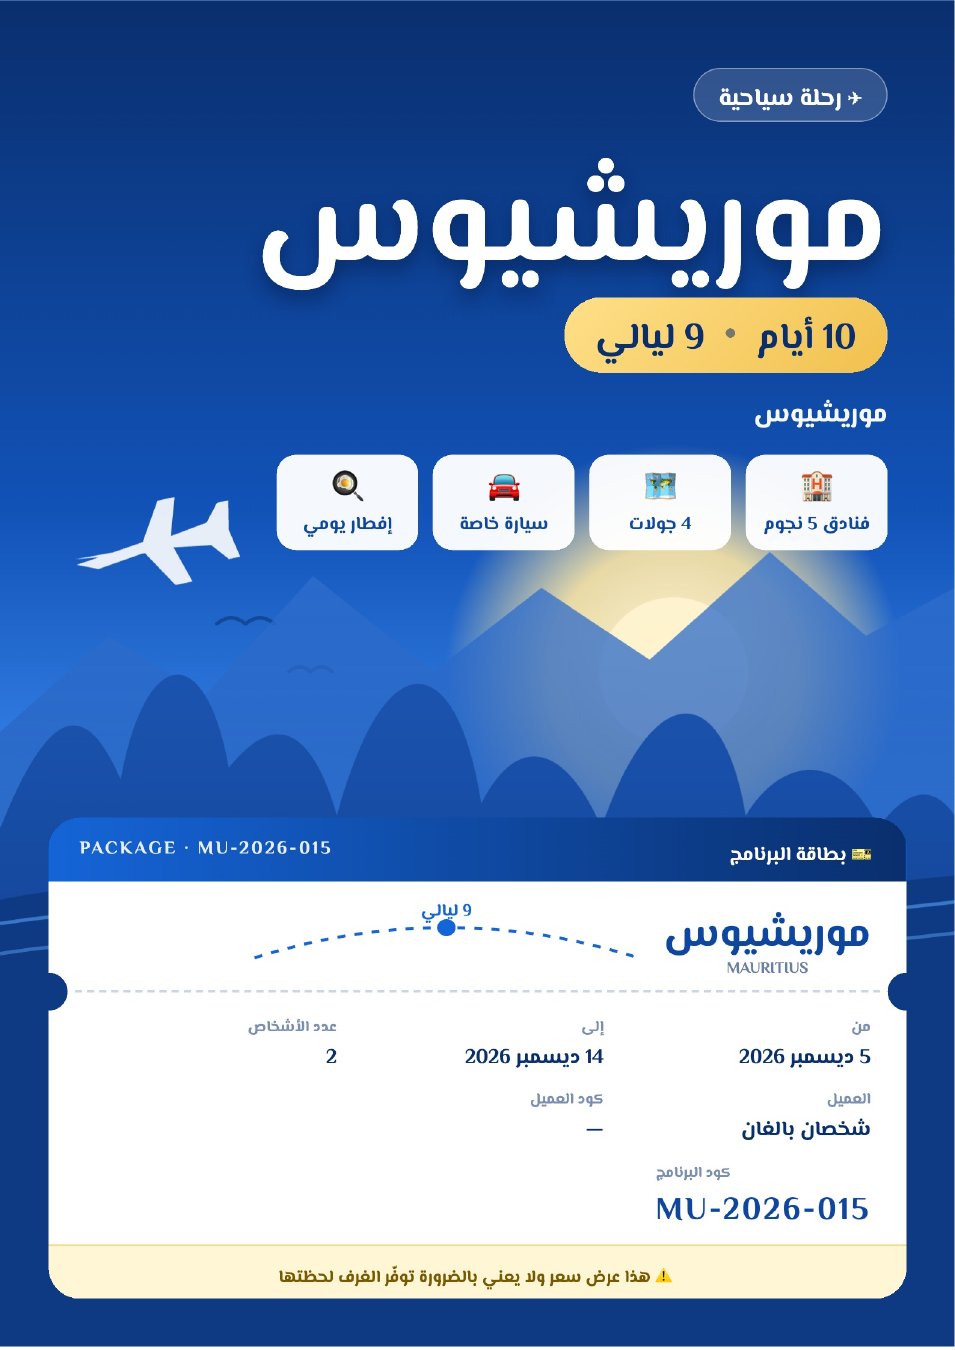 ✈ رحلة سياحية
موريشيوس
10 أيام • 9 ليالي
موريشيوس
فنادق 5 نجوم
4 جولات
سيارة خاصة
إفطار يومي
🎫 بطاقة البرنامج
PACKAGE · MU-2026-015
موريشيوس
MAURITIUS
9 ليالي
من
5 ديسمبر 2026
إلى
14 ديسمبر 2026
عدد الأشخاص
2
العميل
شخصان بالغان
كود العميل
—
كود البرنامج
MU-2026-015
⚠️ هذا عرض سعر ولا يعني بالضرورة توفّر الغرف لحظتها